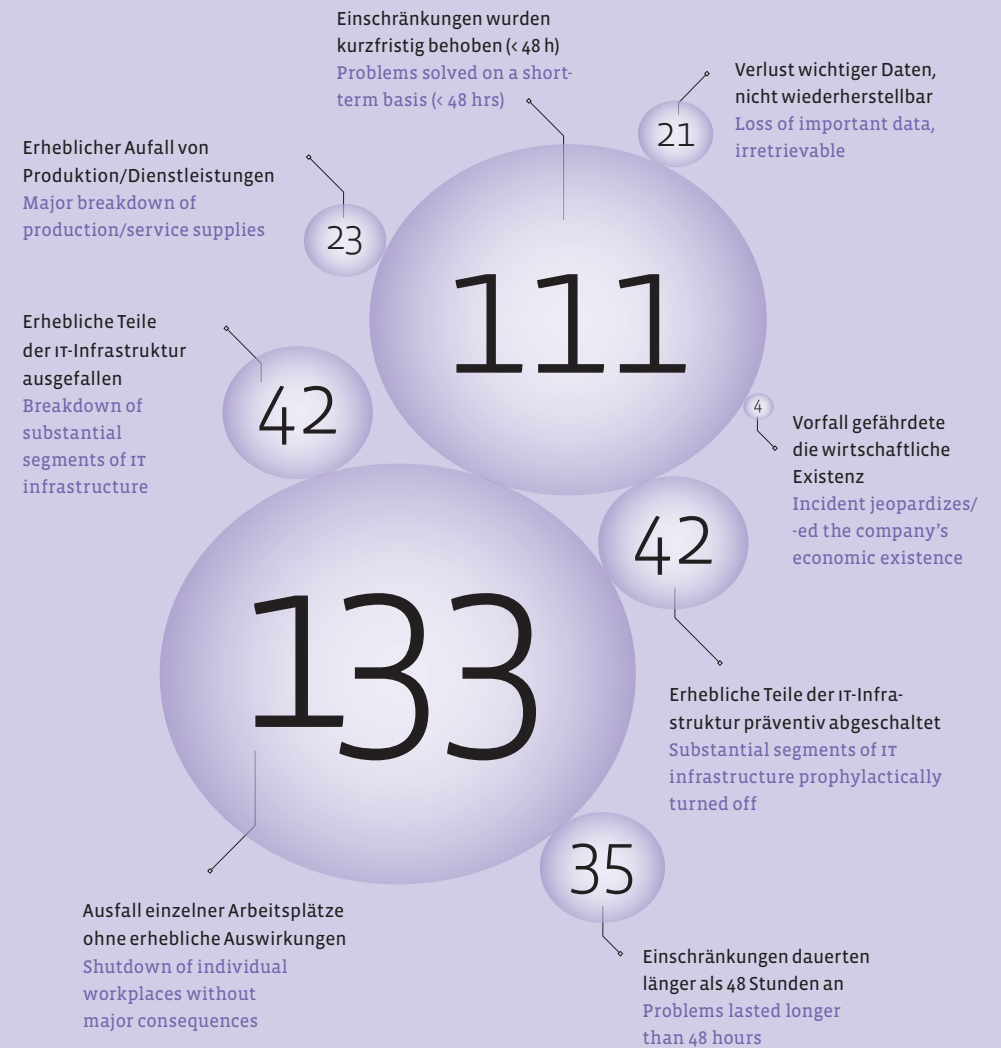 Einschränkungen wurden
kurzfristig behoben (< 48 h)
Problems solved on a short-
term basis (< 48 hrs)
Verlust wichtiger Daten,
nicht wiederherstellbar
Loss of important data,
irretrievable
21
Erheblicher Aufall von
Produktion/Dienstleistungen
Major breakdown of
production/service supplies
23
111
Erhebliche Teile
der IT-Infrastruktur
ausgefallen
Breakdown of
substantial
segments of IT
infrastructure
42
4
Vorfall gefährdete
die wirtschaftliche
Existenz
Incident jeopardizes/
-ed the company’s
economic existence
42
133
Erhebliche Teile der IT-Infra-
struktur präventiv abgeschaltet
Substantial segments of IT
infrastructure prophylactically
turned off
35
Ausfall einzelner Arbeitsplätze
ohne erhebliche Auswirkungen
Shutdown of individual
workplaces without
major consequences
Einschränkungen dauerten
länger als 48 Stunden an
Problems lasted longer
than 48 hours